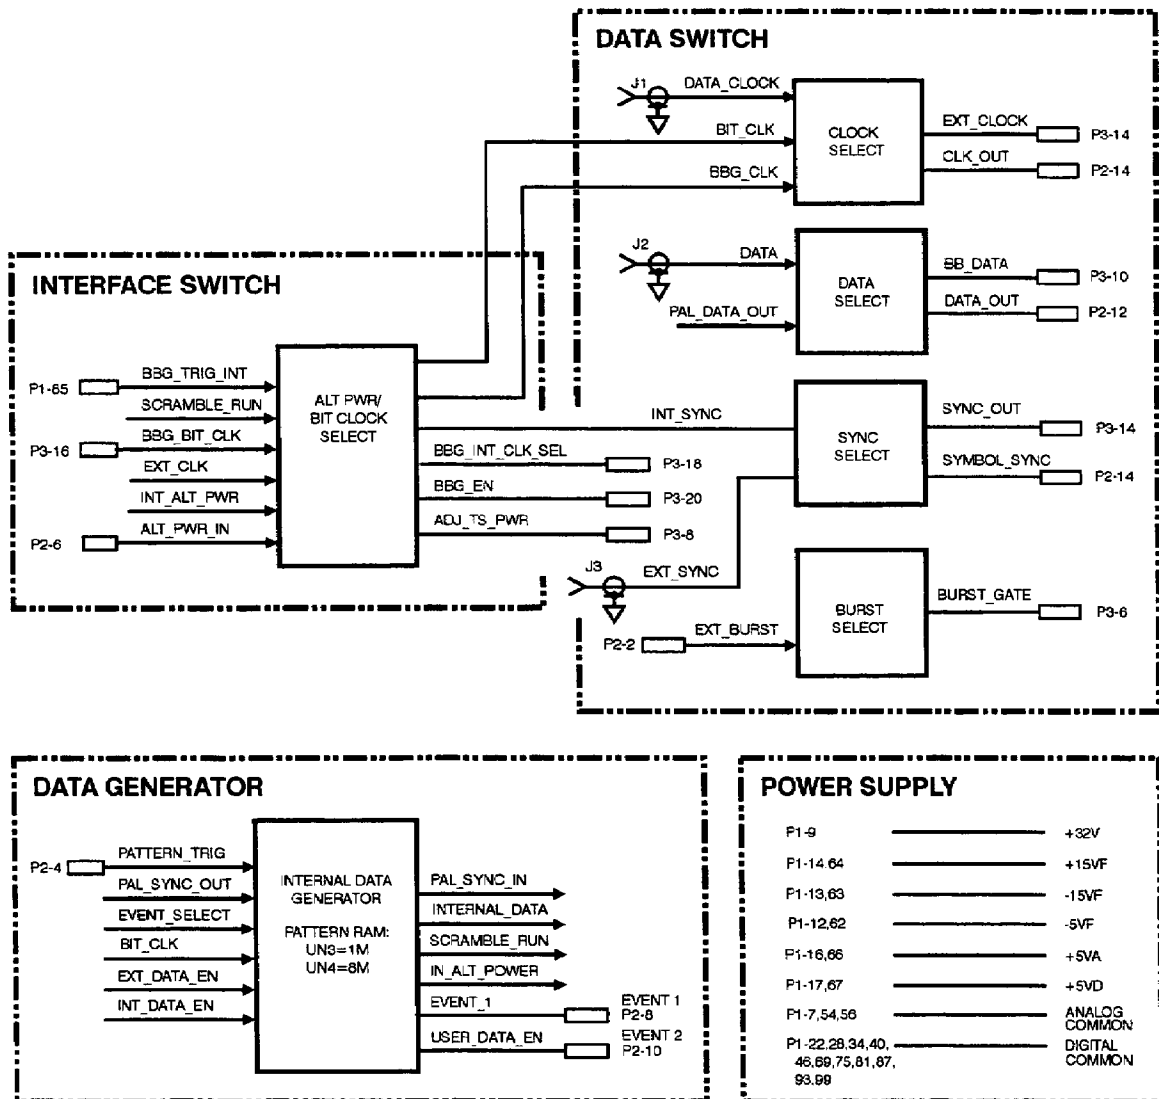 DATA SWITCH
J1
DATA_CLOCK
BIT_CLK
BBG_CLK
CLOCK
SELECT
EXT_CLOCK
P3-14
CLK_OUT
P2-14
J2
DATA
PAL_DATA_OUT
DATA
SELECT
BB_DATA
P3-10
DATA_OUT
P2-12
INT_SYNC
SYNC
SELECT
SYNC_OUT
P3-14
SYMBOL_SYNC
P2-14
J3
EXT_SYNC
P2-2
EXT_BURST
BURST
SELECT
BURST_GATE
P3-6
INTERFACE SWITCH
P1-65
BBG_TRIG_INT
SCRAMBLE_RUN
P3-16
BBG_BIT_CLK
EXT_CLK
INT_ALT_PWR
P2-6
ALT_PWR_IN
ALT PWR/
BIT CLOCK
SELECT
BBG_INT_CLK_SEL
P3-18
BBG_EN
P3-20
ADJ_TS_PWR
P3-8
DATA GENERATOR
P2-4
PATTERN_TRIG
PAL_SYNC_OUT
EVENT_SELECT
BIT_CLK
EXT_DATA_EN
INT_DATA_EN
INTERNAL DATA
GENERATOR
PATTERN RAM:
UN3=1M
UN4=8M
PAL_SYNC_IN
INTERNAL_DATA
SCRAMBLE_RUN
IN_ALT_POWER
EVENT_1
EVENT 1
P2-8
USER_DATA_EN
EVENT 2
P2-10
POWER SUPPLY
P1-9 +32V
P1-14,64 +15VF
P1-13,63 -15VF
P1-12,62 -5VF
P1-16,66 +5VA
P1-17,67 +5VD
P1-7,54,56 ANALOG
COMMON
P1-22,28,34,40, DIGITAL
46,69,75,81,87, COMMON
93,99